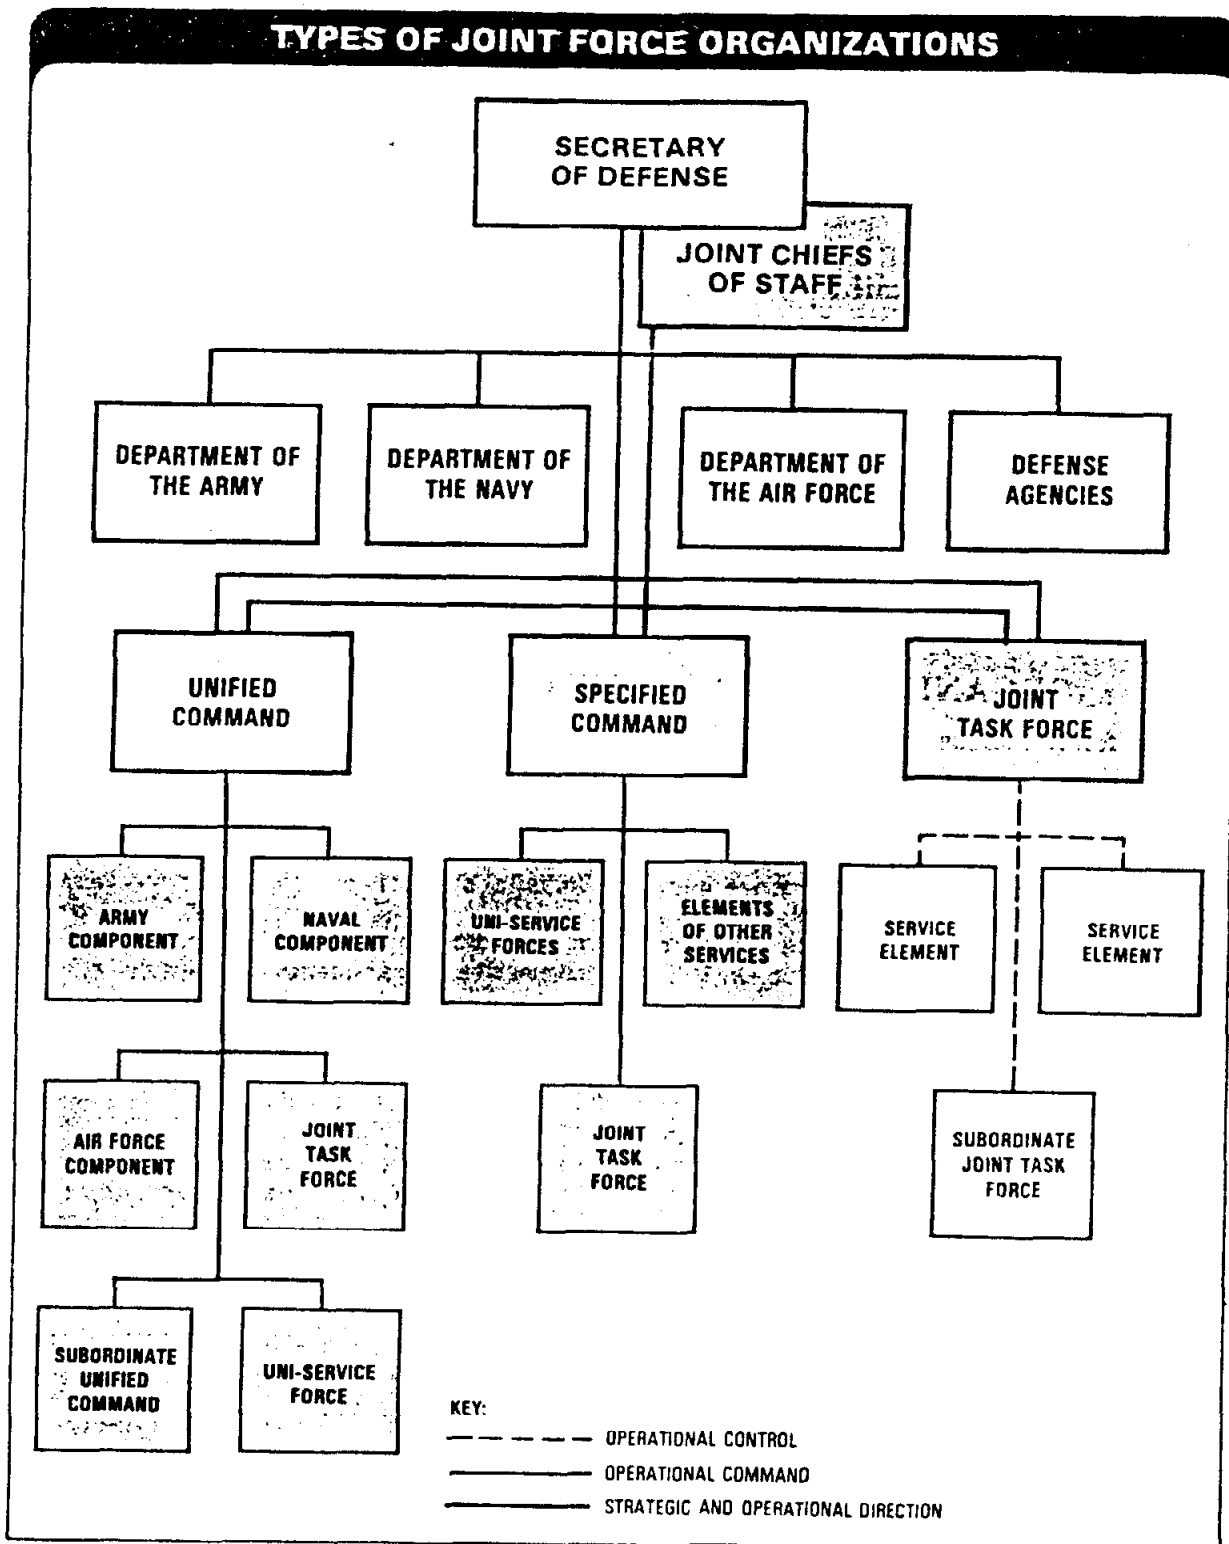 TYPES OF JOINT FORCE ORGANIZATIONS
SECRETARY
OF DEFENSE
JOINT CHIEFS
OF STAFF
DEPARTMENT OF
THE ARMY
DEPARTMENT OF
THE NAVY
DEPARTMENT OF
THE AIR FORCE
DEFENSE
AGENCIES
UNIFIED
COMMAND
SPECIFIED
COMMAND
JOINT
TASK FORCE
ARMY
COMPONENT
NAVAL
COMPONENT
UNI-SERVICE
FORCES
ELEMENTS
OF OTHER
SERVICES
SERVICE
ELEMENT
SERVICE
ELEMENT
AIR FORCE
COMPONENT
JOINT
TASK
FORCE
JOINT
TASK
FORCE
SUBORDINATE
JOINT TASK
FORCE
SUBORDINATE
UNIFIED
COMMAND
UNI-SERVICE
FORCE
KEY:
OPERATIONAL CONTROL
OPERATIONAL COMMAND
STRATEGIC AND OPERATIONAL DIRECTION